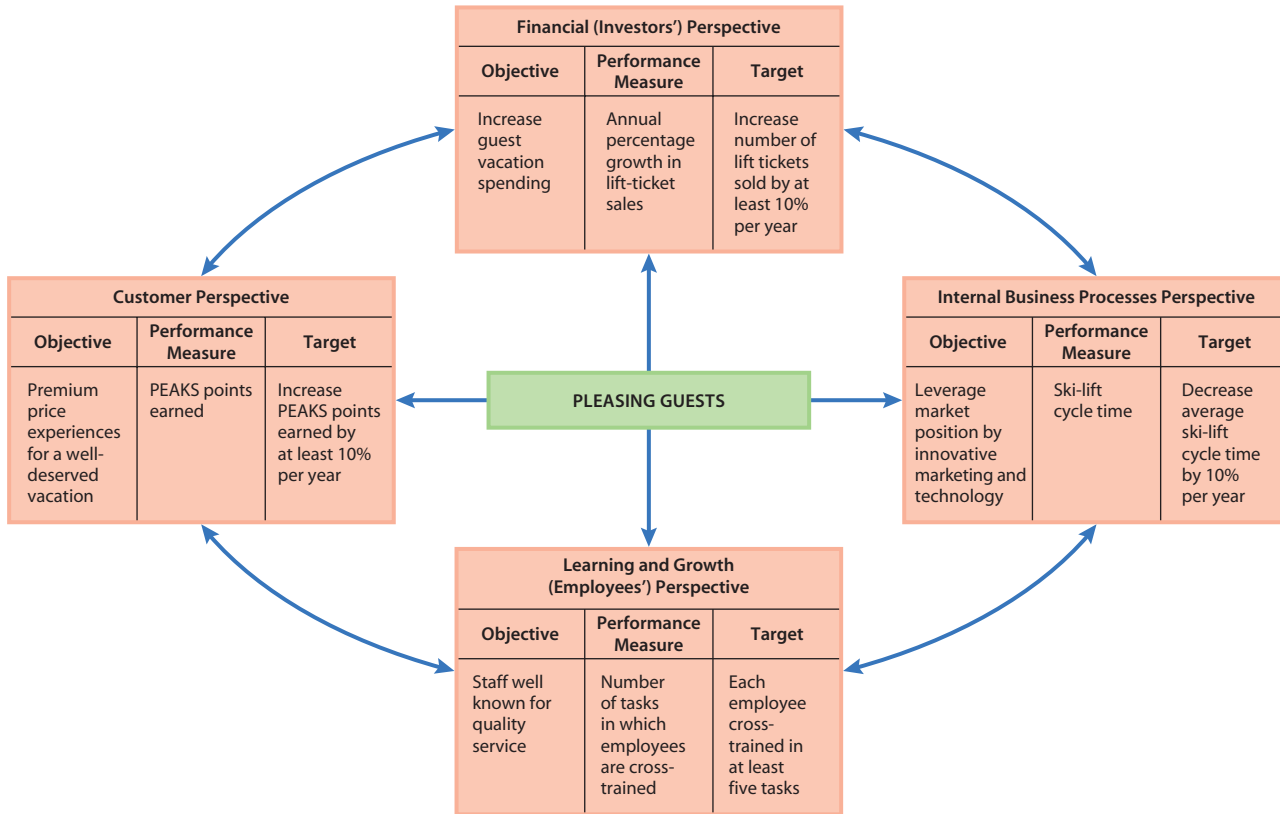 Financial (Investors’) Perspective
Objective
Performance
Measure
Target
Increase
guest
vacation
spending
Annual
percentage
growth in
lift-ticket
sales
Increase
number of
lift tickets
sold by at
least 10%
per year
Customer Perspective
Objective
Performance
Measure
Target
Premium
price
experiences
for a well-
deserved
vacation
PEAKS points
earned
Increase
PEAKS points
earned by
at least 10%
per year
PLEASING GUESTS
Internal Business Processes Perspective
Objective
Performance
Measure
Target
Leverage
market
position by
innovative
marketing and
technology
Ski-lift
cycle time
Decrease
average
ski-lift
cycle time
by 10%
per year
Learning and Growth
(Employees’) Perspective
Objective
Performance
Measure
Target
Staff well
known for
quality
service
Number
of tasks
in which
employees
are cross-
trained
Each
employee
cross-
trained in
at least
five tasks